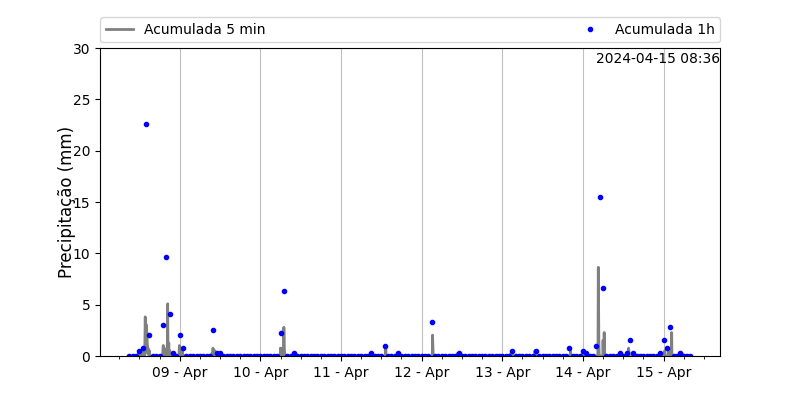 Acumulada 5 min
Acumulada 1h
2024-04-15 08:36
Precipitação (mm)
30
25
20
15
10
5
0
09 - Apr
10 - Apr
11 - Apr
12 - Apr
13 - Apr
14 - Apr
15 - Apr